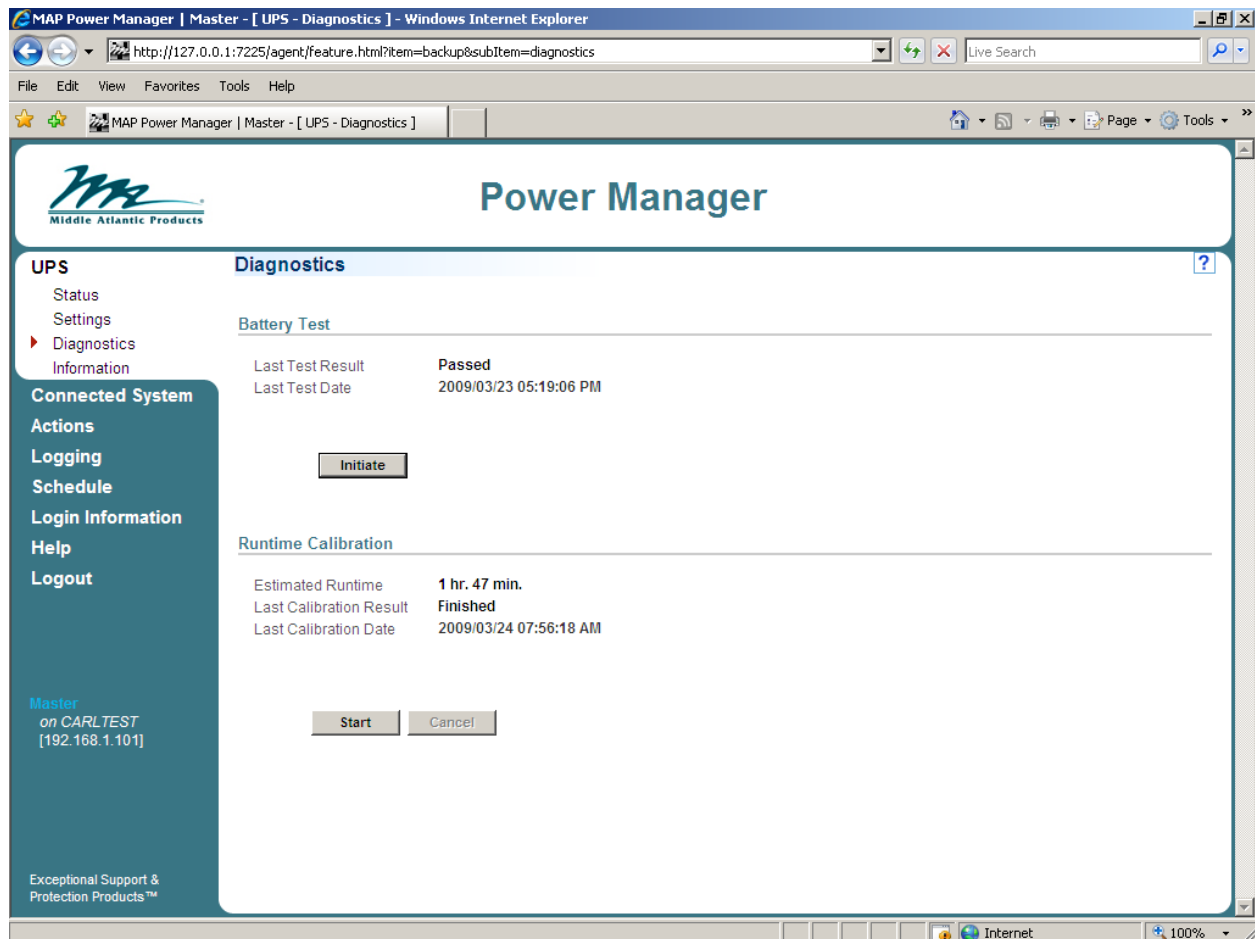 MAP Power Manager | Master - [ UPS - Diagnostics ] - Windows Internet Explorer
http://127.0.0.1:7225/agent/feature.html?item=backup&subItem=diagnostics
Live Search
File Edit View Favorites Tools Help
MAP Power Manager | Master - [ UPS - Diagnostics ]
Page
Tools
»
Middle Atlantic Products
Power Manager
UPS
Status
Settings
Diagnostics
Information
Connected System
Actions
Logging
Schedule
Login Information
Help
Logout
Master
on CARLTEST
[192.168.1.101]
Exceptional Support &
Protection Products™
Diagnostics
?
Battery Test
Last Test Result Passed
Last Test Date 2009/03/23 05:19:06 PM
Initiate
Runtime Calibration
Estimated Runtime 1 hr. 47 min.
Last Calibration Result Finished
Last Calibration Date 2009/03/24 07:56:18 AM
Start Cancel
Internet
100%